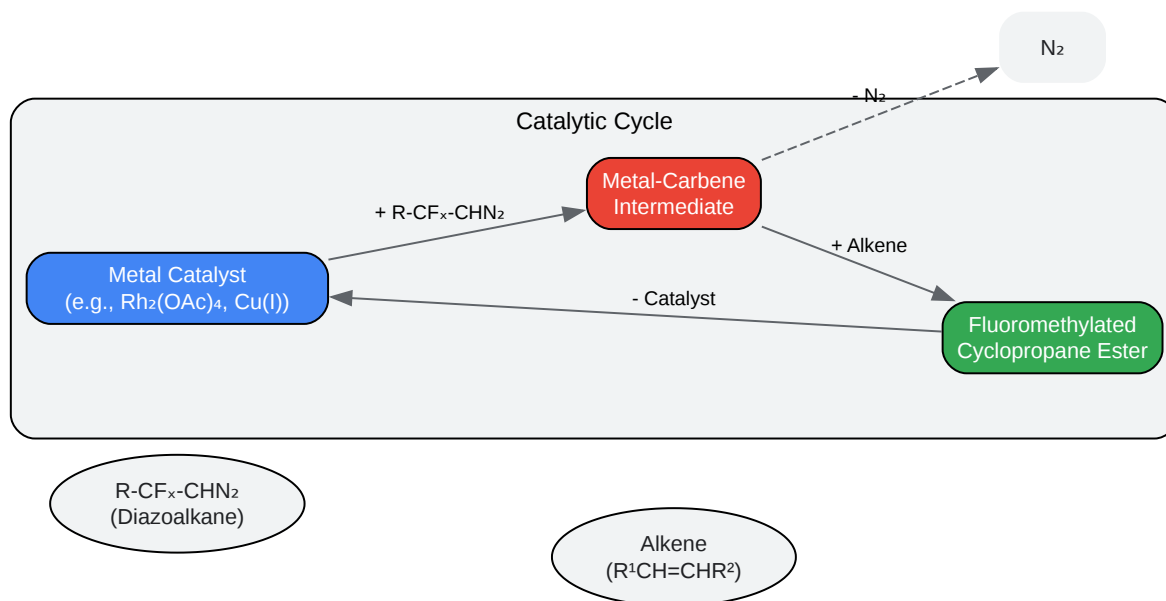 N₂
- N₂
Catalytic Cycle
Metal-Carbene
Intermediate
+ R-CFₓ-CHN₂
+ Alkene
Metal Catalyst
(e.g., Rh₂(OAc)₄, Cu(I))
- Catalyst
Fluoromethylated
Cyclopropane Ester
R-CFₓ-CHN₂
(Diazoalkane)
Alkene
(R¹CH=CHR²)